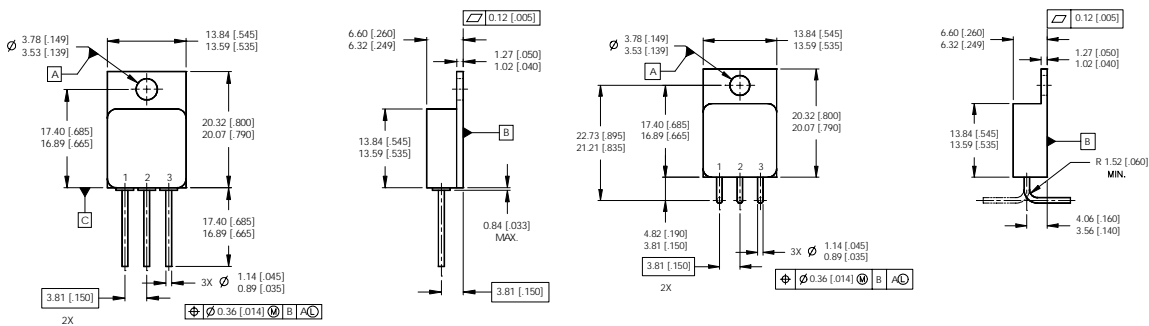 0.12 [.005]
6.60 [.260]
6.32 [.249]
13.84 [.545]
13.59 [.535]
Ø 3.78 [.149]
3.53 [.139]
1.27 [.050]
1.02 [.040]
A
17.40 [.685]
16.89 [.665]
20.32 [.800]
20.07 [.790]
13.84 [.545]
13.59 [.535]
B
1 2 3
C
17.40 [.685]
16.89 [.665]
0.84 [.033]
MAX.
3X Ø 1.14 [.045]
0.89 [.035]
3.81 [.150]
2X
⌖ Ø 0.36 [.014] Ⓜ B A Ⓛ
3.81 [.150]
0.12 [.005]
6.60 [.260]
6.32 [.249]
13.84 [.545]
13.59 [.535]
Ø 3.78 [.149]
3.53 [.139]
1.27 [.050]
1.02 [.040]
A
22.73 [.895]
21.21 [.835]
17.40 [.685]
16.89 [.665]
20.32 [.800]
20.07 [.790]
13.84 [.545]
13.59 [.535]
B
R 1.52 [.060]
MIN.
1 2 3
4.82 [.190]
3.81 [.150]
4.06 [.160]
3.56 [.140]
3X Ø 1.14 [.045]
0.89 [.035]
3.81 [.150]
2X
⌖ Ø 0.36 [.014] Ⓜ B A Ⓛ